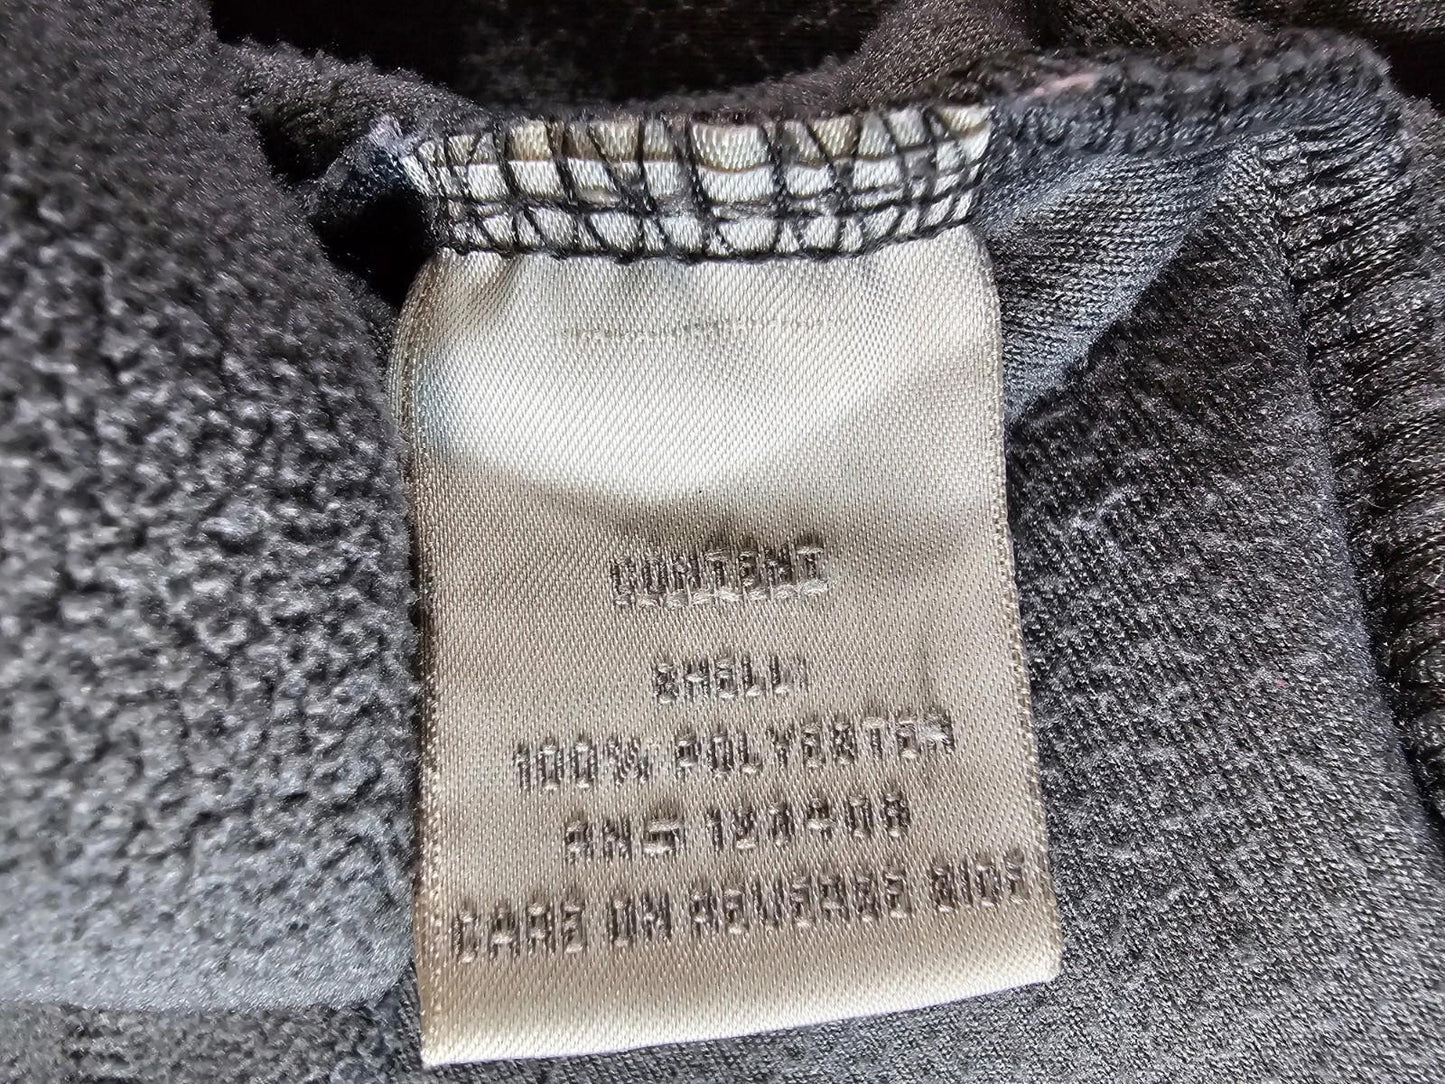 CONTENT
SHELL:
100% POLYESTER
CARE ON REVERSE SIDE